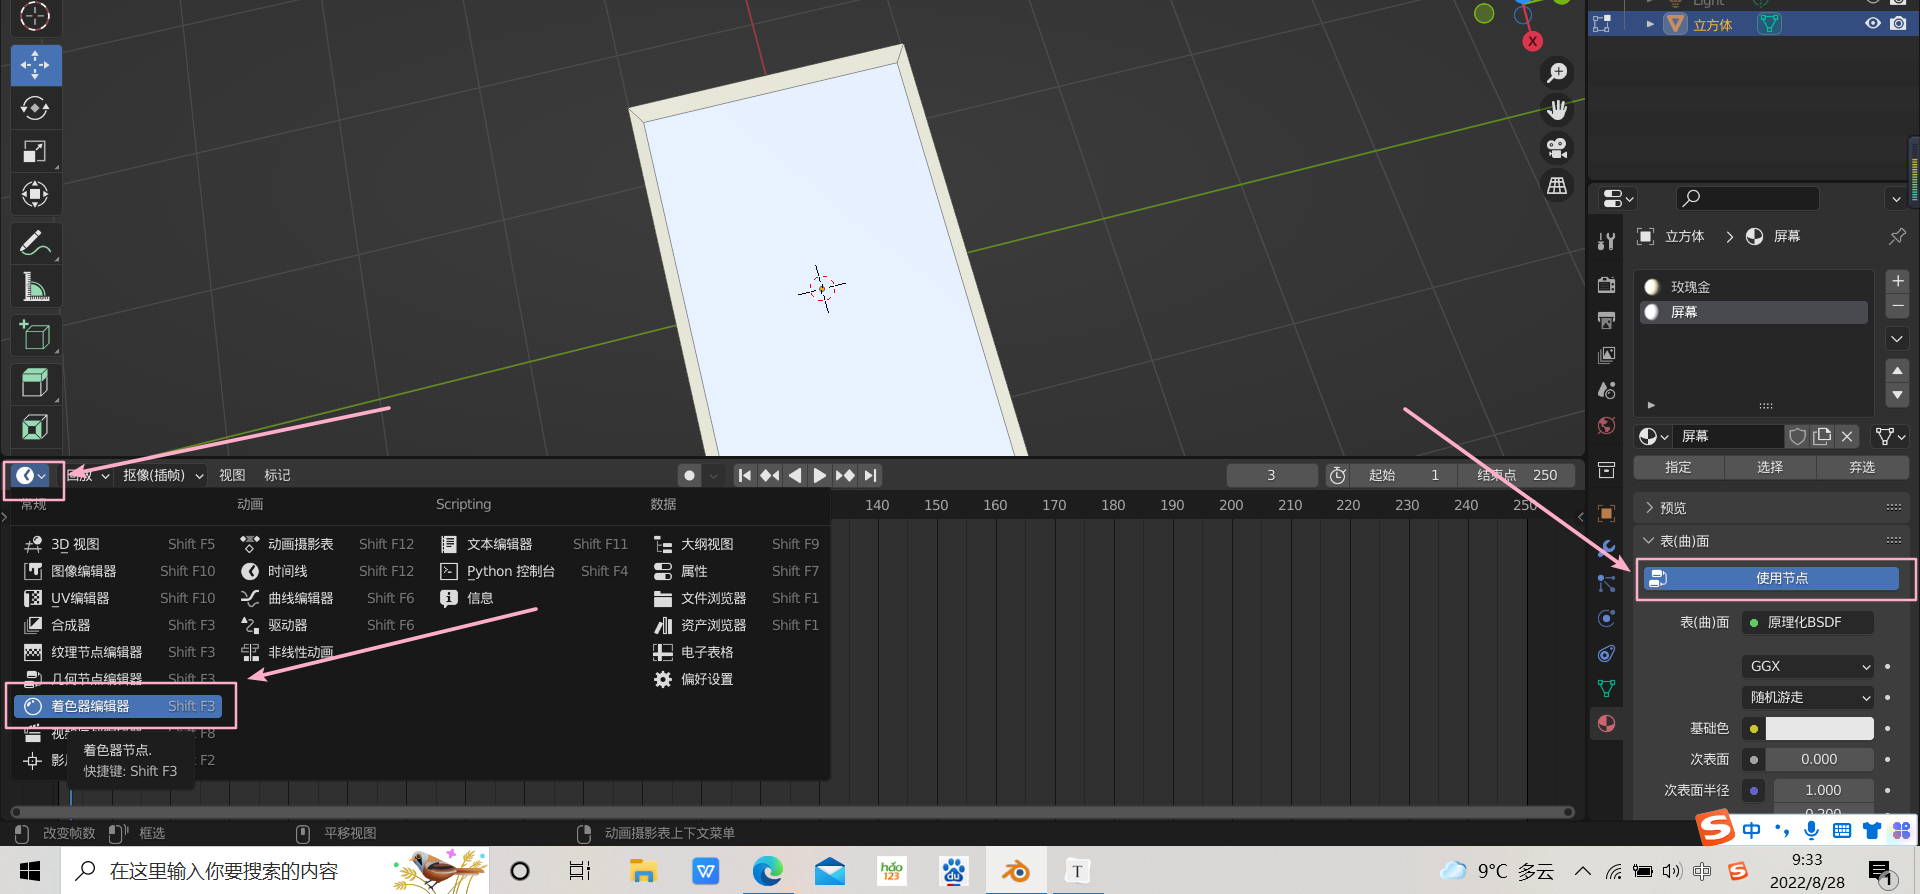 Light
立方体
X
立方体 > 屏幕
玫瑰金
屏幕
屏幕
指定 选择 弃选
预览
表(曲)面
使用节点
表(曲)面 原理化BSDF
GGX
随机游走
基础色
次表面 0.000
次表面半径 1.000
0.200
回放 抠像(插帧) 视图 标记
3 起始 1 结束点 250
140 150 160 170 180 190 200 210 220 230 240 250
常规 动画 Scripting 数据
3D 视图 Shift F5 动画摄影表 Shift F12 文本编辑器 Shift F11 大纲视图 Shift F9
图像编辑器 Shift F10 时间线 Shift F12 Python 控制台 Shift F4 属性 Shift F7
UV编辑器 Shift F10 曲线编辑器 Shift F6 信息 文件浏览器 Shift F1
合成器 Shift F3 驱动器 Shift F6 资产浏览器 Shift F1
纹理节点编辑器 Shift F3 非线性动画 电子表格
几何节点编辑器 Shift F3 偏好设置
着色器编辑器 Shift F3
F8
着色器节点.
快捷键: Shift F3
F2
改变帧数 框选 平移视图 动画摄影表上下文菜单
S 中
在这里输入你要搜索的内容
W
hao
123
du
T
9°C 多云
中
S
9:33
2022/8/28
1